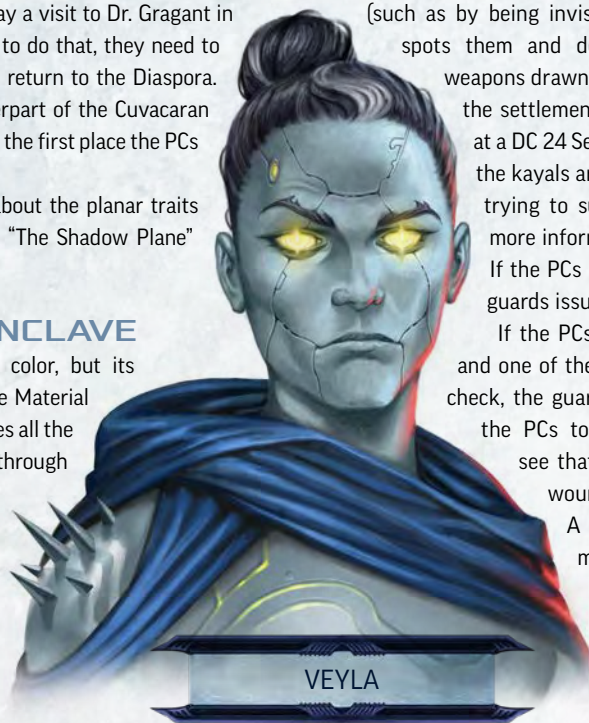 ay a visit to Dr. Gragant in
to do that, they need to
return to the Diaspora.
erpart of the Cuvacaran
the first place the PCs
about the planar traits
"The Shadow Plane"
NCLAVE
color, but its
e Material
es all the
through
(such as by being invis
spots them and d
weapons drawn
the settlemen
at a DC 24 Se
the kayals ar
trying to su
more inform
If the PCs
guards issu
If the PCs
and one of the
check, the guar
the PCs to
see that
wour
A
m
VEYLA